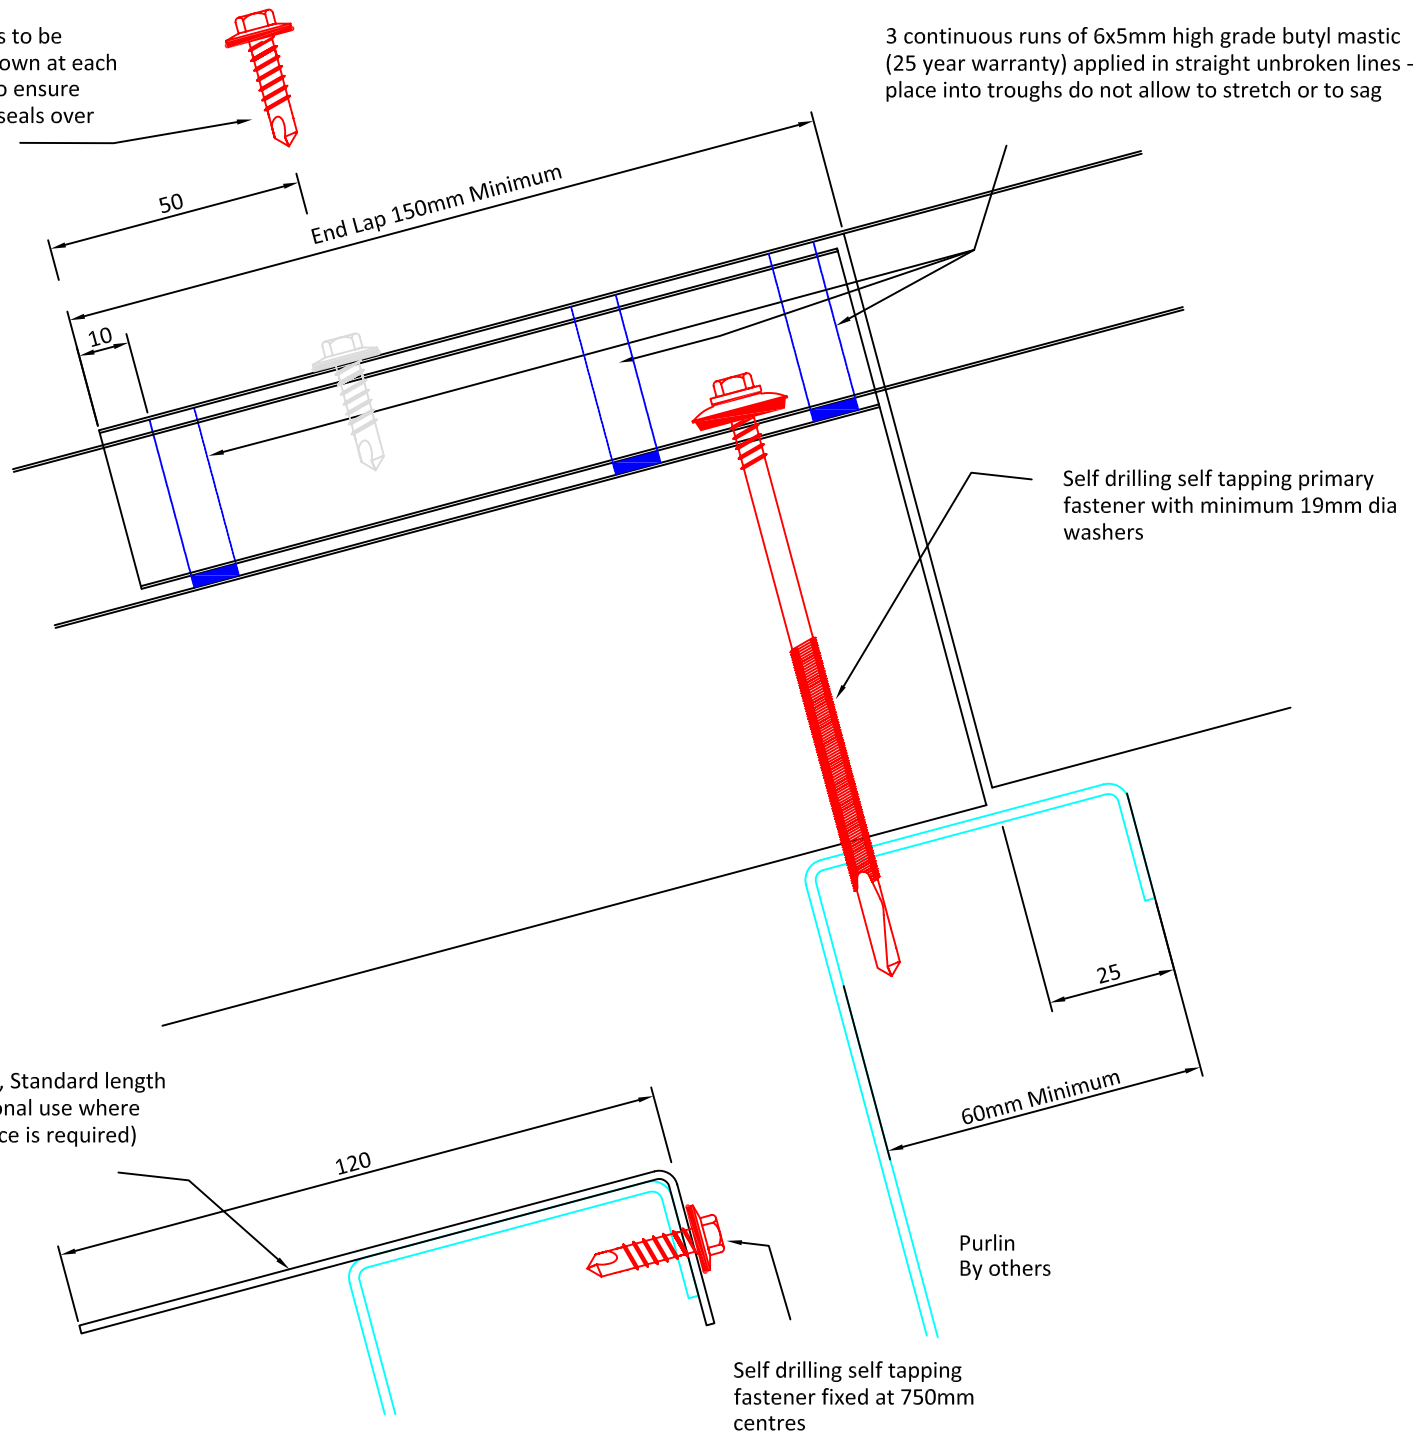 s to be
own at each
o ensure
seals over
3 continuous runs of 6x5mm high grade butyl mastic
(25 year warranty) applied in straight unbroken lines -
place into troughs do not allow to stretch or to sag
50
End Lap 150mm Minimum
10
Self drilling self tapping primary
fastener with minimum 19mm dia
washers
25
60mm Minimum
, Standard length
onal use where
ce is required)
120
Purlin
By others
Self drilling self tapping
fastener fixed at 750mm
centres